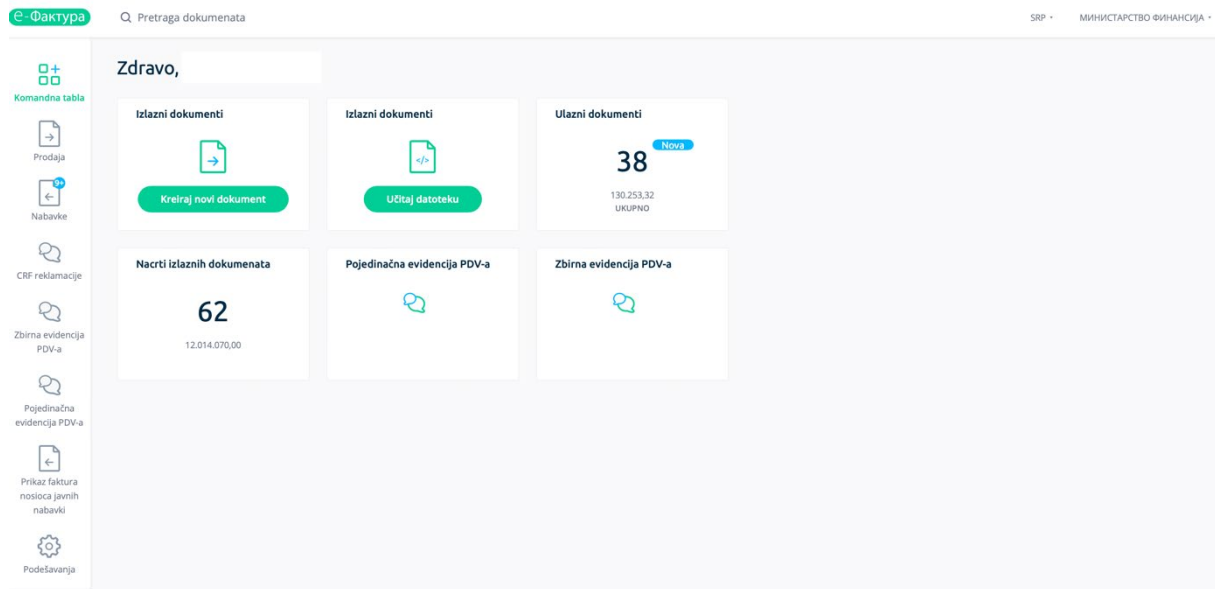 е-Фактура
Pretraga dokumenata
SRP
МИНИСТАРСТВО ФИНАНСИЈА
Komandna tabla
Prodaja
9+
Nabavke
CRF reklamacije
Zbirna evidencija
PDV-a
Pojedinačna
evidencija PDV-a
Prikaz faktura
nosioca javnih
nabavki
Podešavanja
Zdravo,
Izlazni dokumenti
Kreiraj novi dokument
Izlazni dokumenti
</>
Učitaj datoteku
Ulazni dokumenti
Nova
38
130.253,32
UKUPNO
Nacrti izlaznih dokumenata
62
12.014.070,00
Pojedinačna evidencija PDV-a
Zbirna evidencija PDV-a